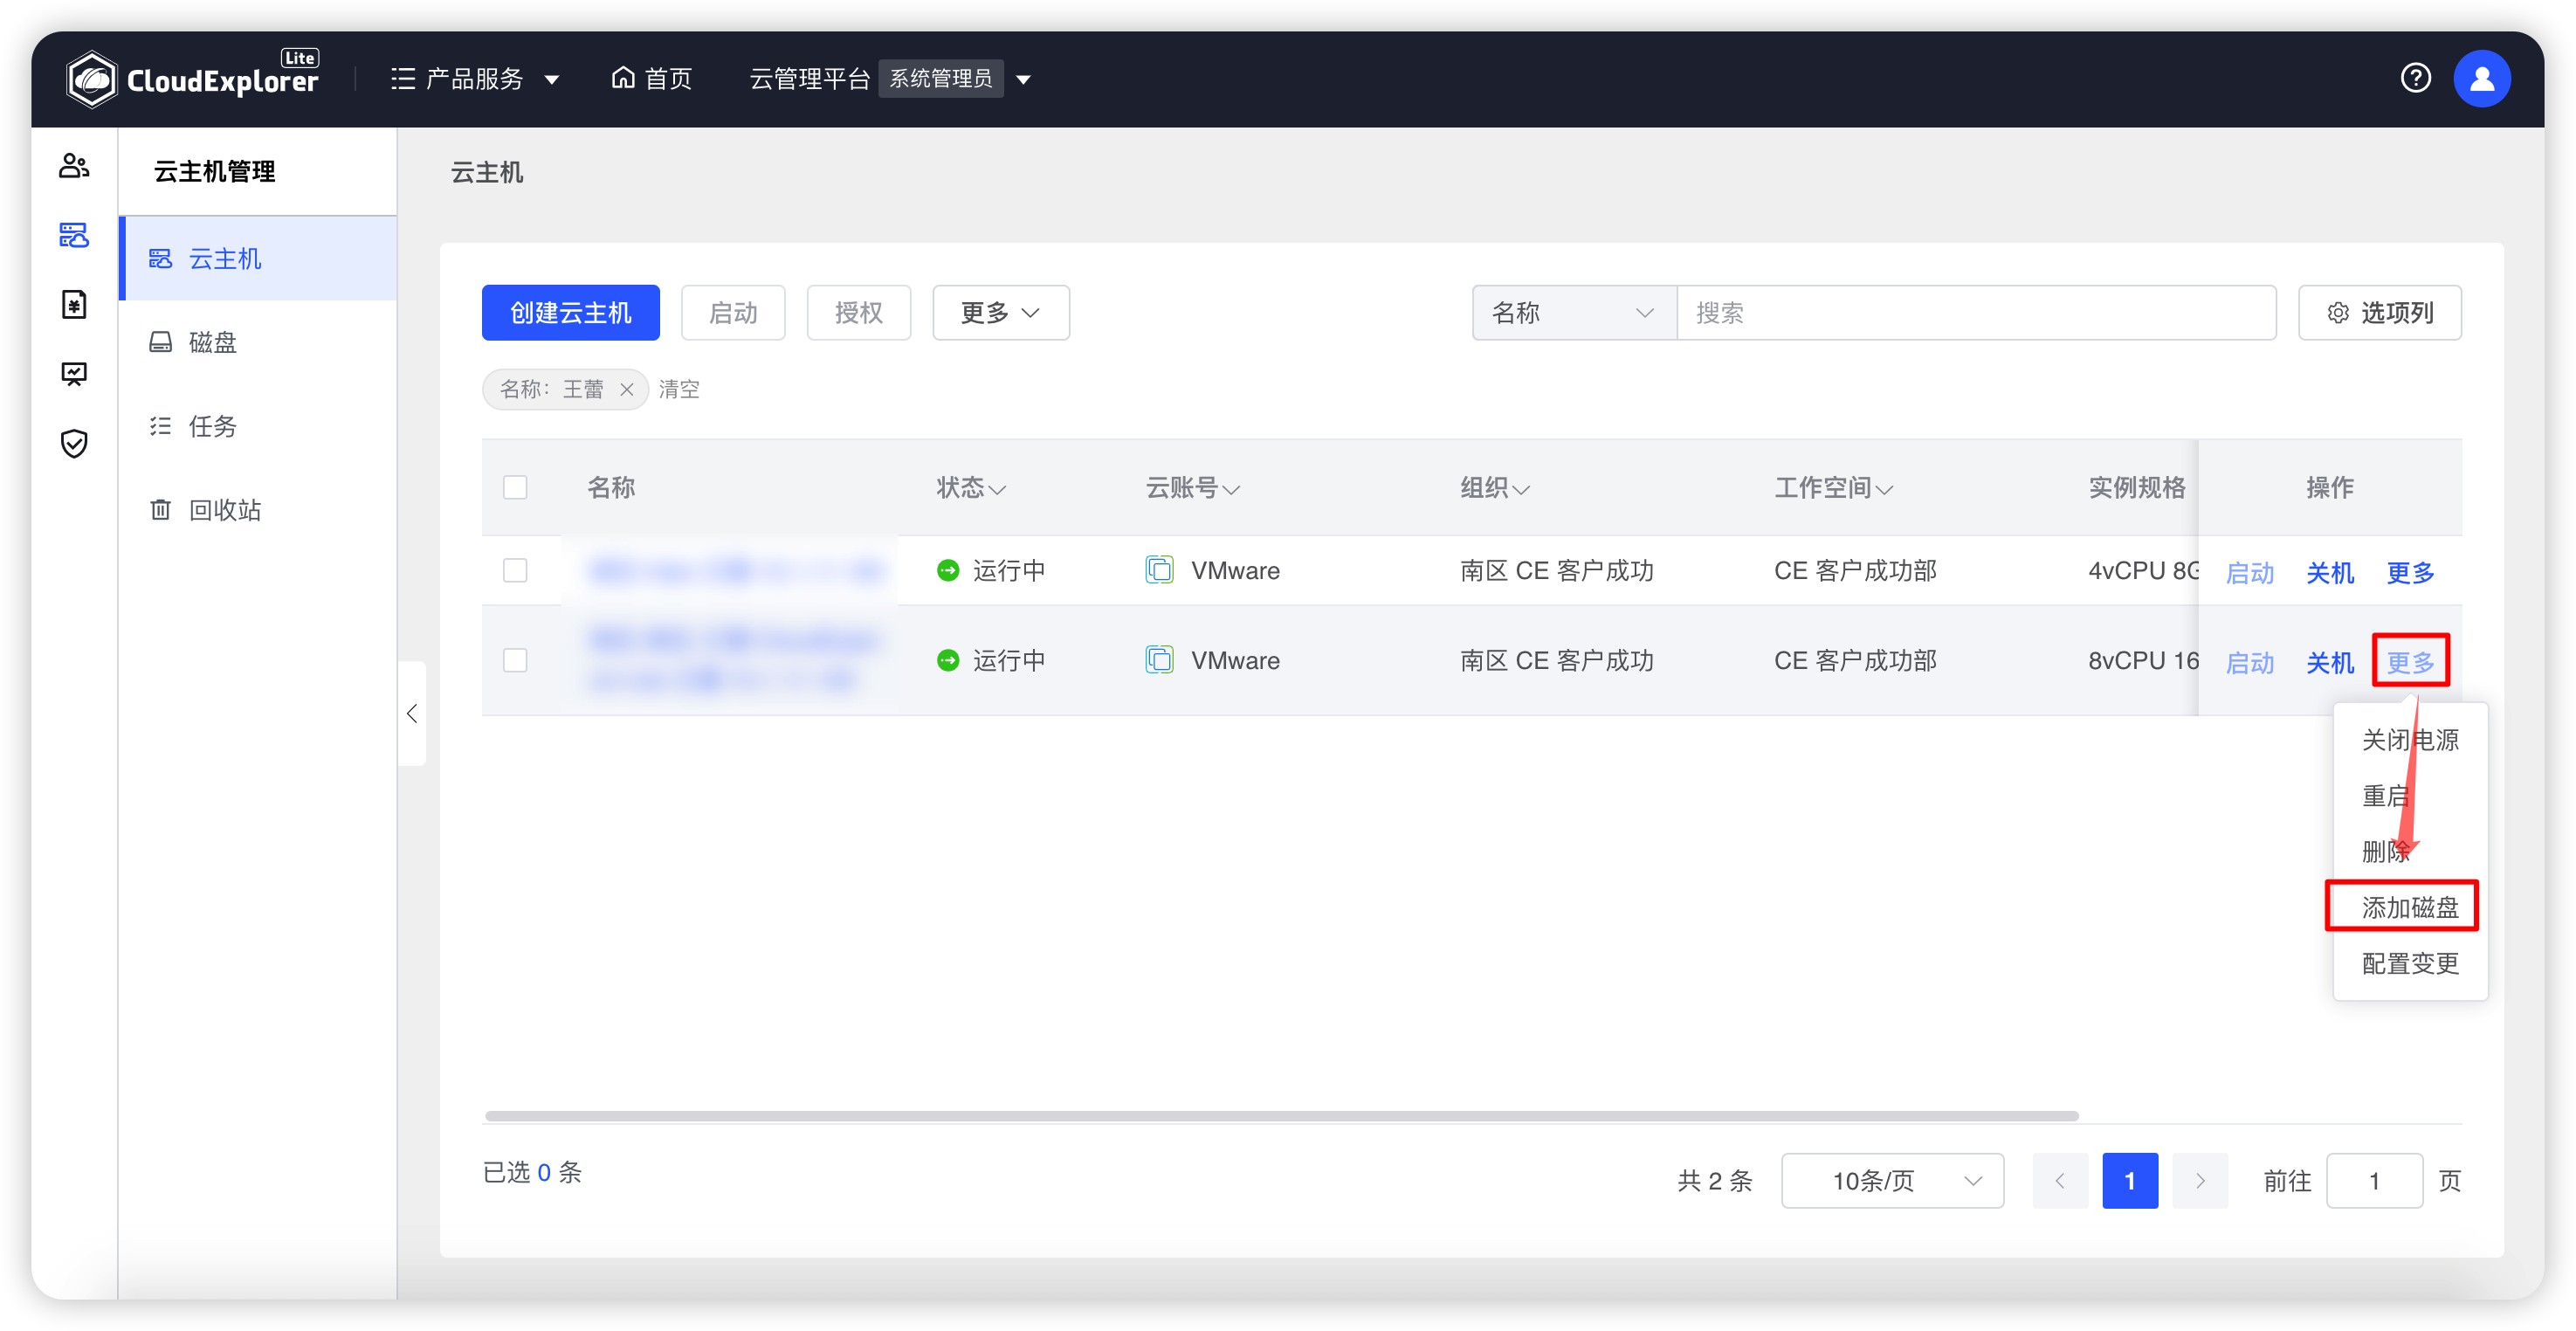 CloudExplorer Lite 产品服务 首页 云管理平台 系统管理员
云主机管理
云主机
磁盘
任务
回收站
云主机
创建云主机 启动 授权 更多 名称 搜索 选项列
名称: 王蕾 清空
名称 状态 云账号 组织 工作空间 实例规格 操作
运行中 VMware 南区 CE 客户成功 CE 客户成功部 4vCPU 8G 启动 关机 更多
运行中 VMware 南区 CE 客户成功 CE 客户成功部 8vCPU 16 启动 关机 更多
关闭电源
重启
删除
添加磁盘
配置变更
已选 0 条
共 2 条 10条/页 1 前往 1 页